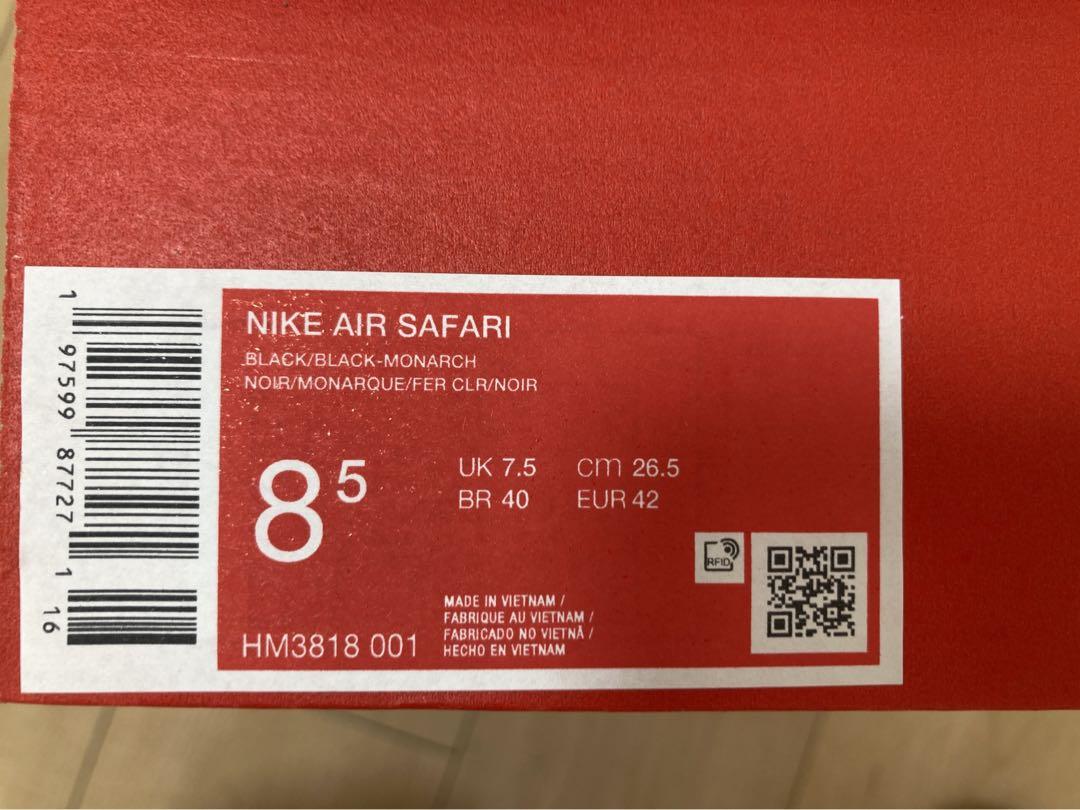 NIKE AIR SAFARI
BLACK/BLACK-MONARCH
NOIR/MONARQUE/FER CLR/NOIR
8 5
UK 7.5 cm 26.5
BR 40 EUR 42
RFID
MADE IN VIETNAM /
FABRIQUE AU VIETNAM /
FABRICADO NO VIETNÃ /
HECHO EN VIETNAM
HM3818 001
1 97599 87727 1 16